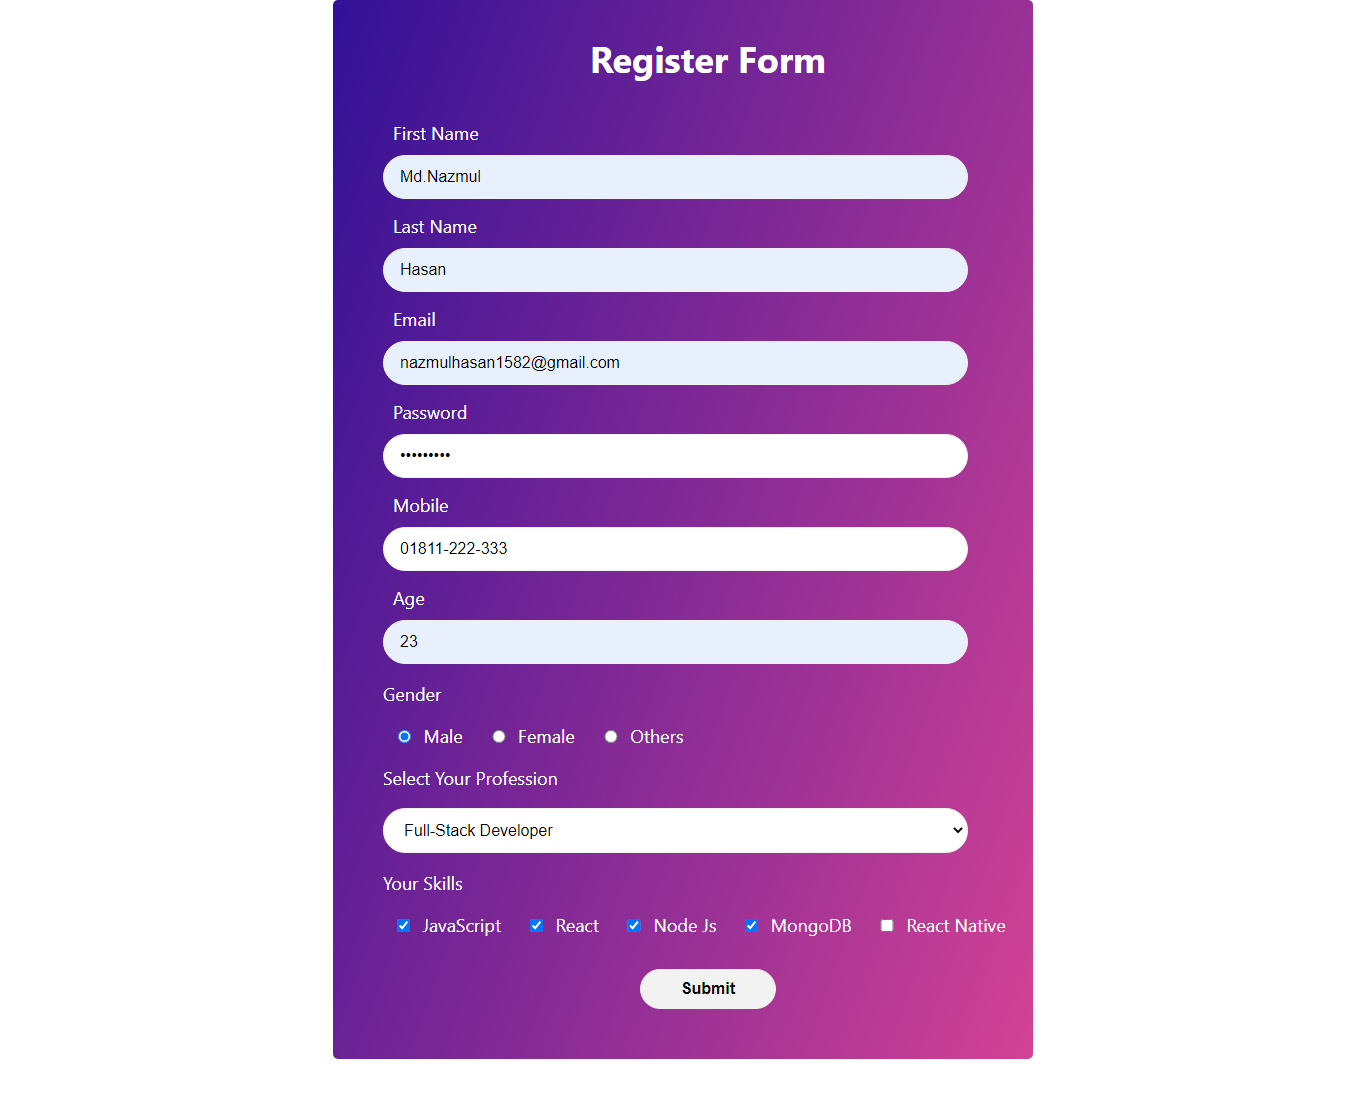 Register Form
First Name
Md.Nazmul
Last Name
Hasan
Email
nazmulhasan1582@gmail.com
Password
•••••••••
Mobile
01811-222-333
Age
23
Gender
Male Female Others
Select Your Profession
Full-Stack Developer
Your Skills
JavaScript React Node Js MongoDB React Native
Submit